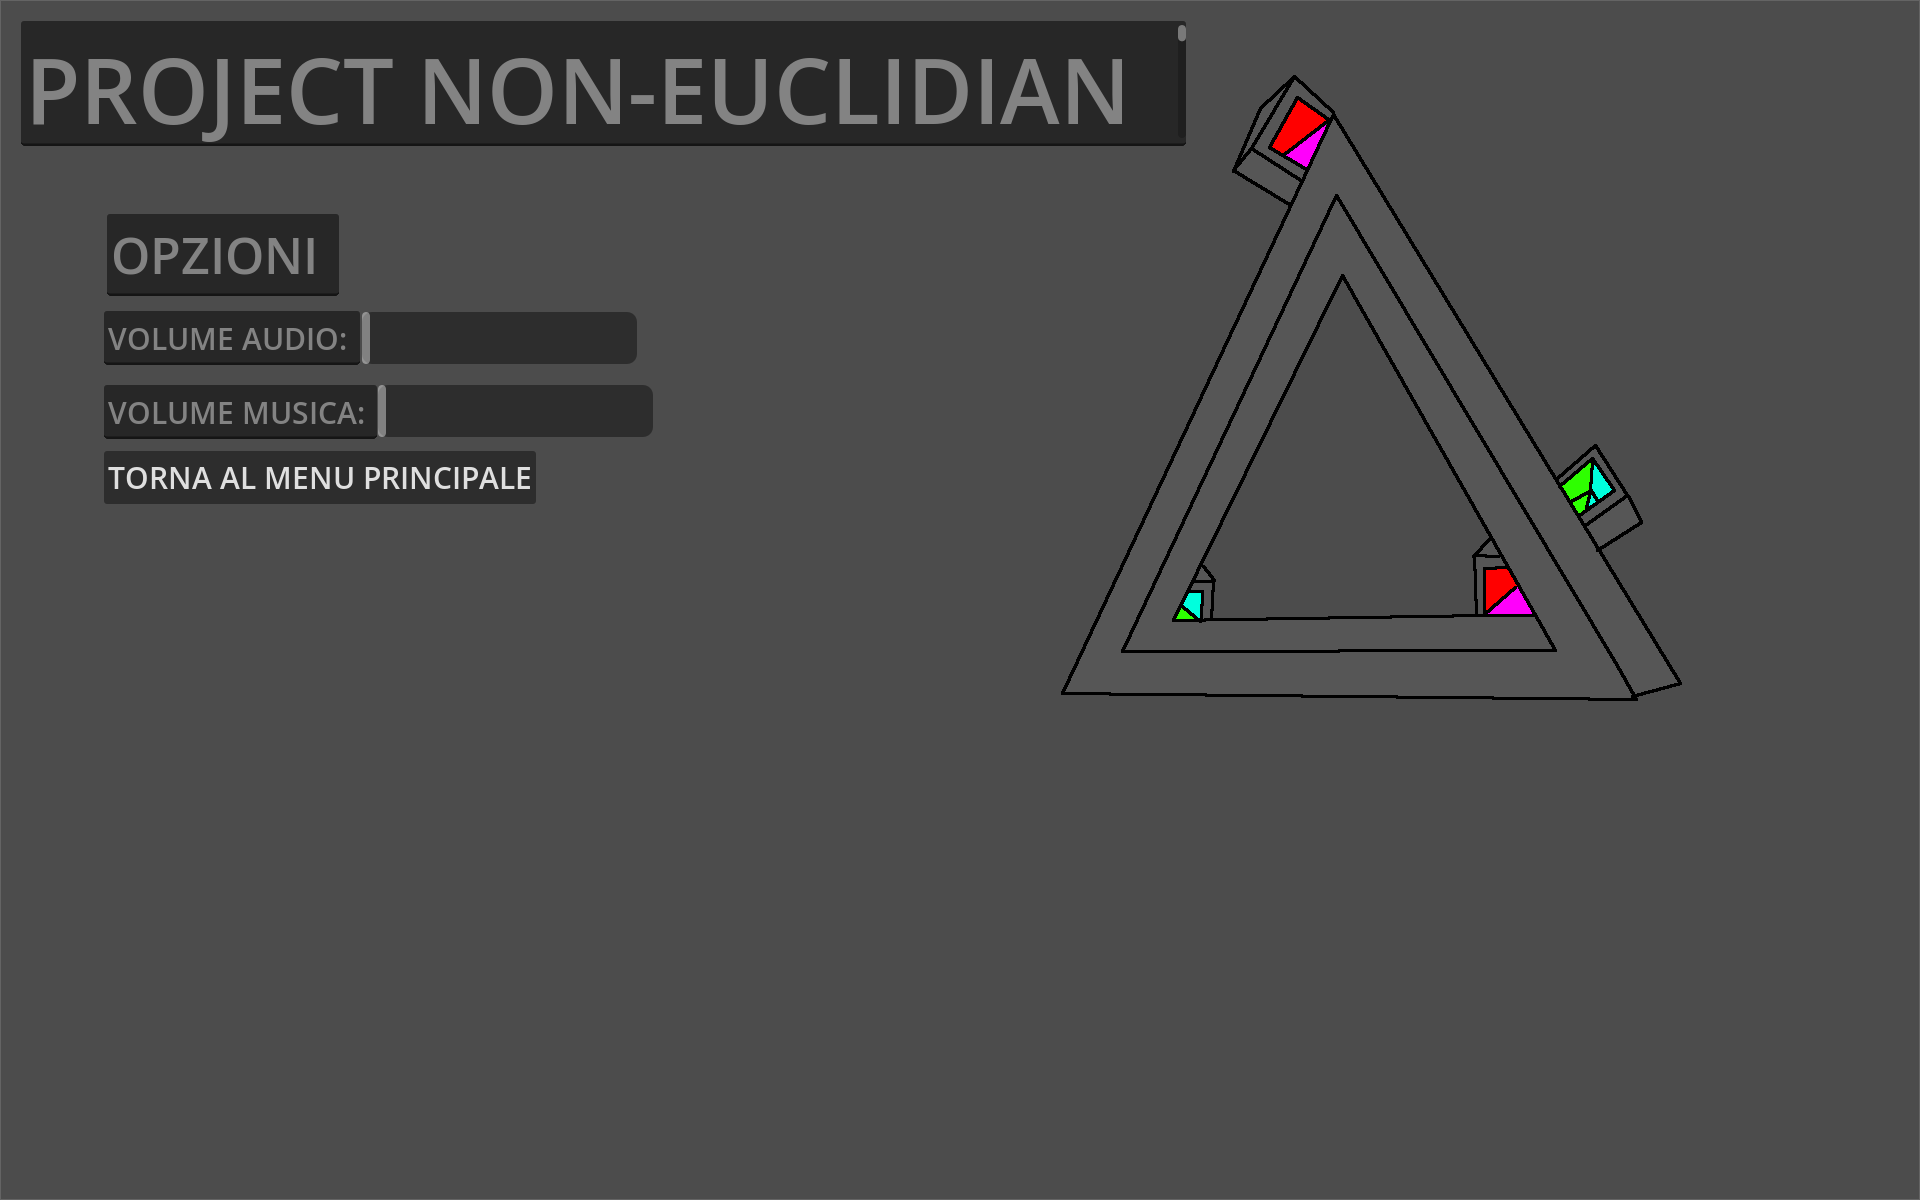 PROJECT NON-EUCLIDIAN
OPZIONI
VOLUME AUDIO:
VOLUME MUSICA:
TORNA AL MENU PRINCIPALE